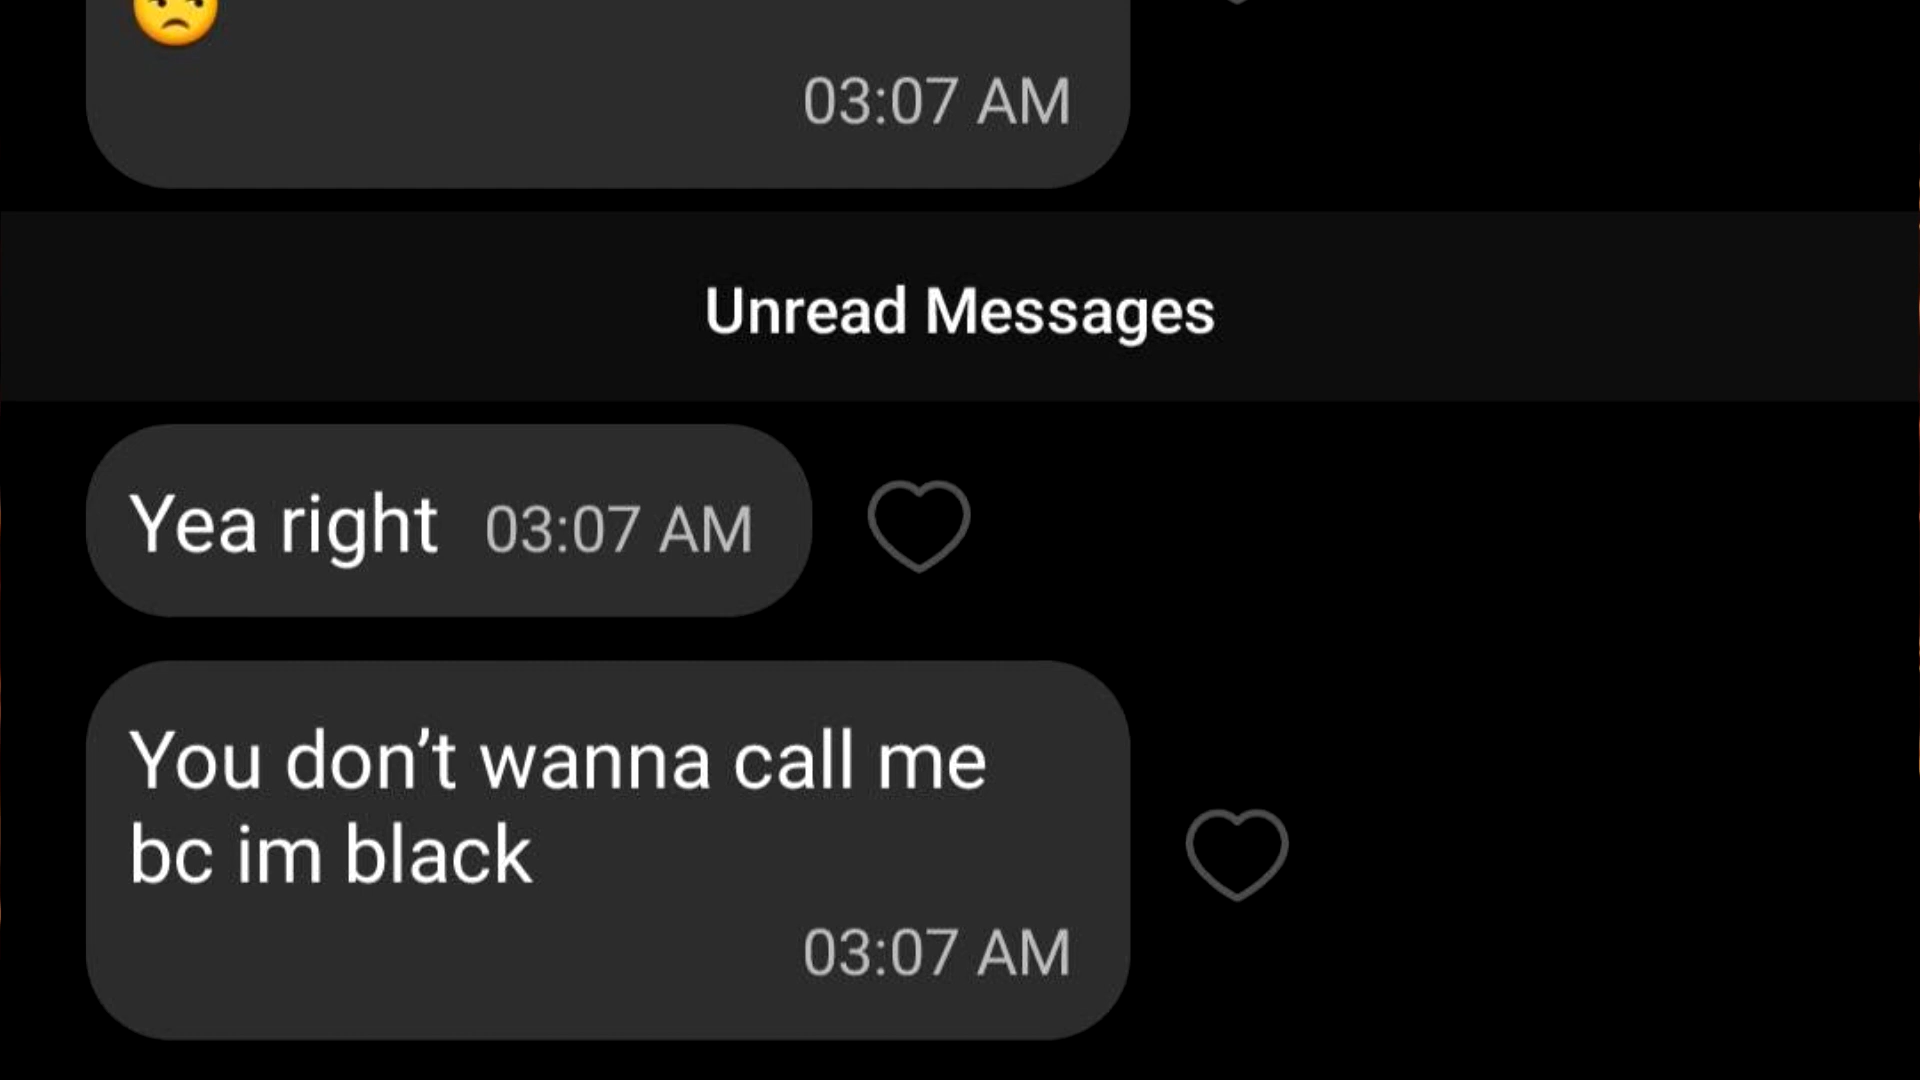 03:07 AM
Unread Messages
Yea right 03:07 AM
You don’t wanna call me
bc im black
03:07 AM